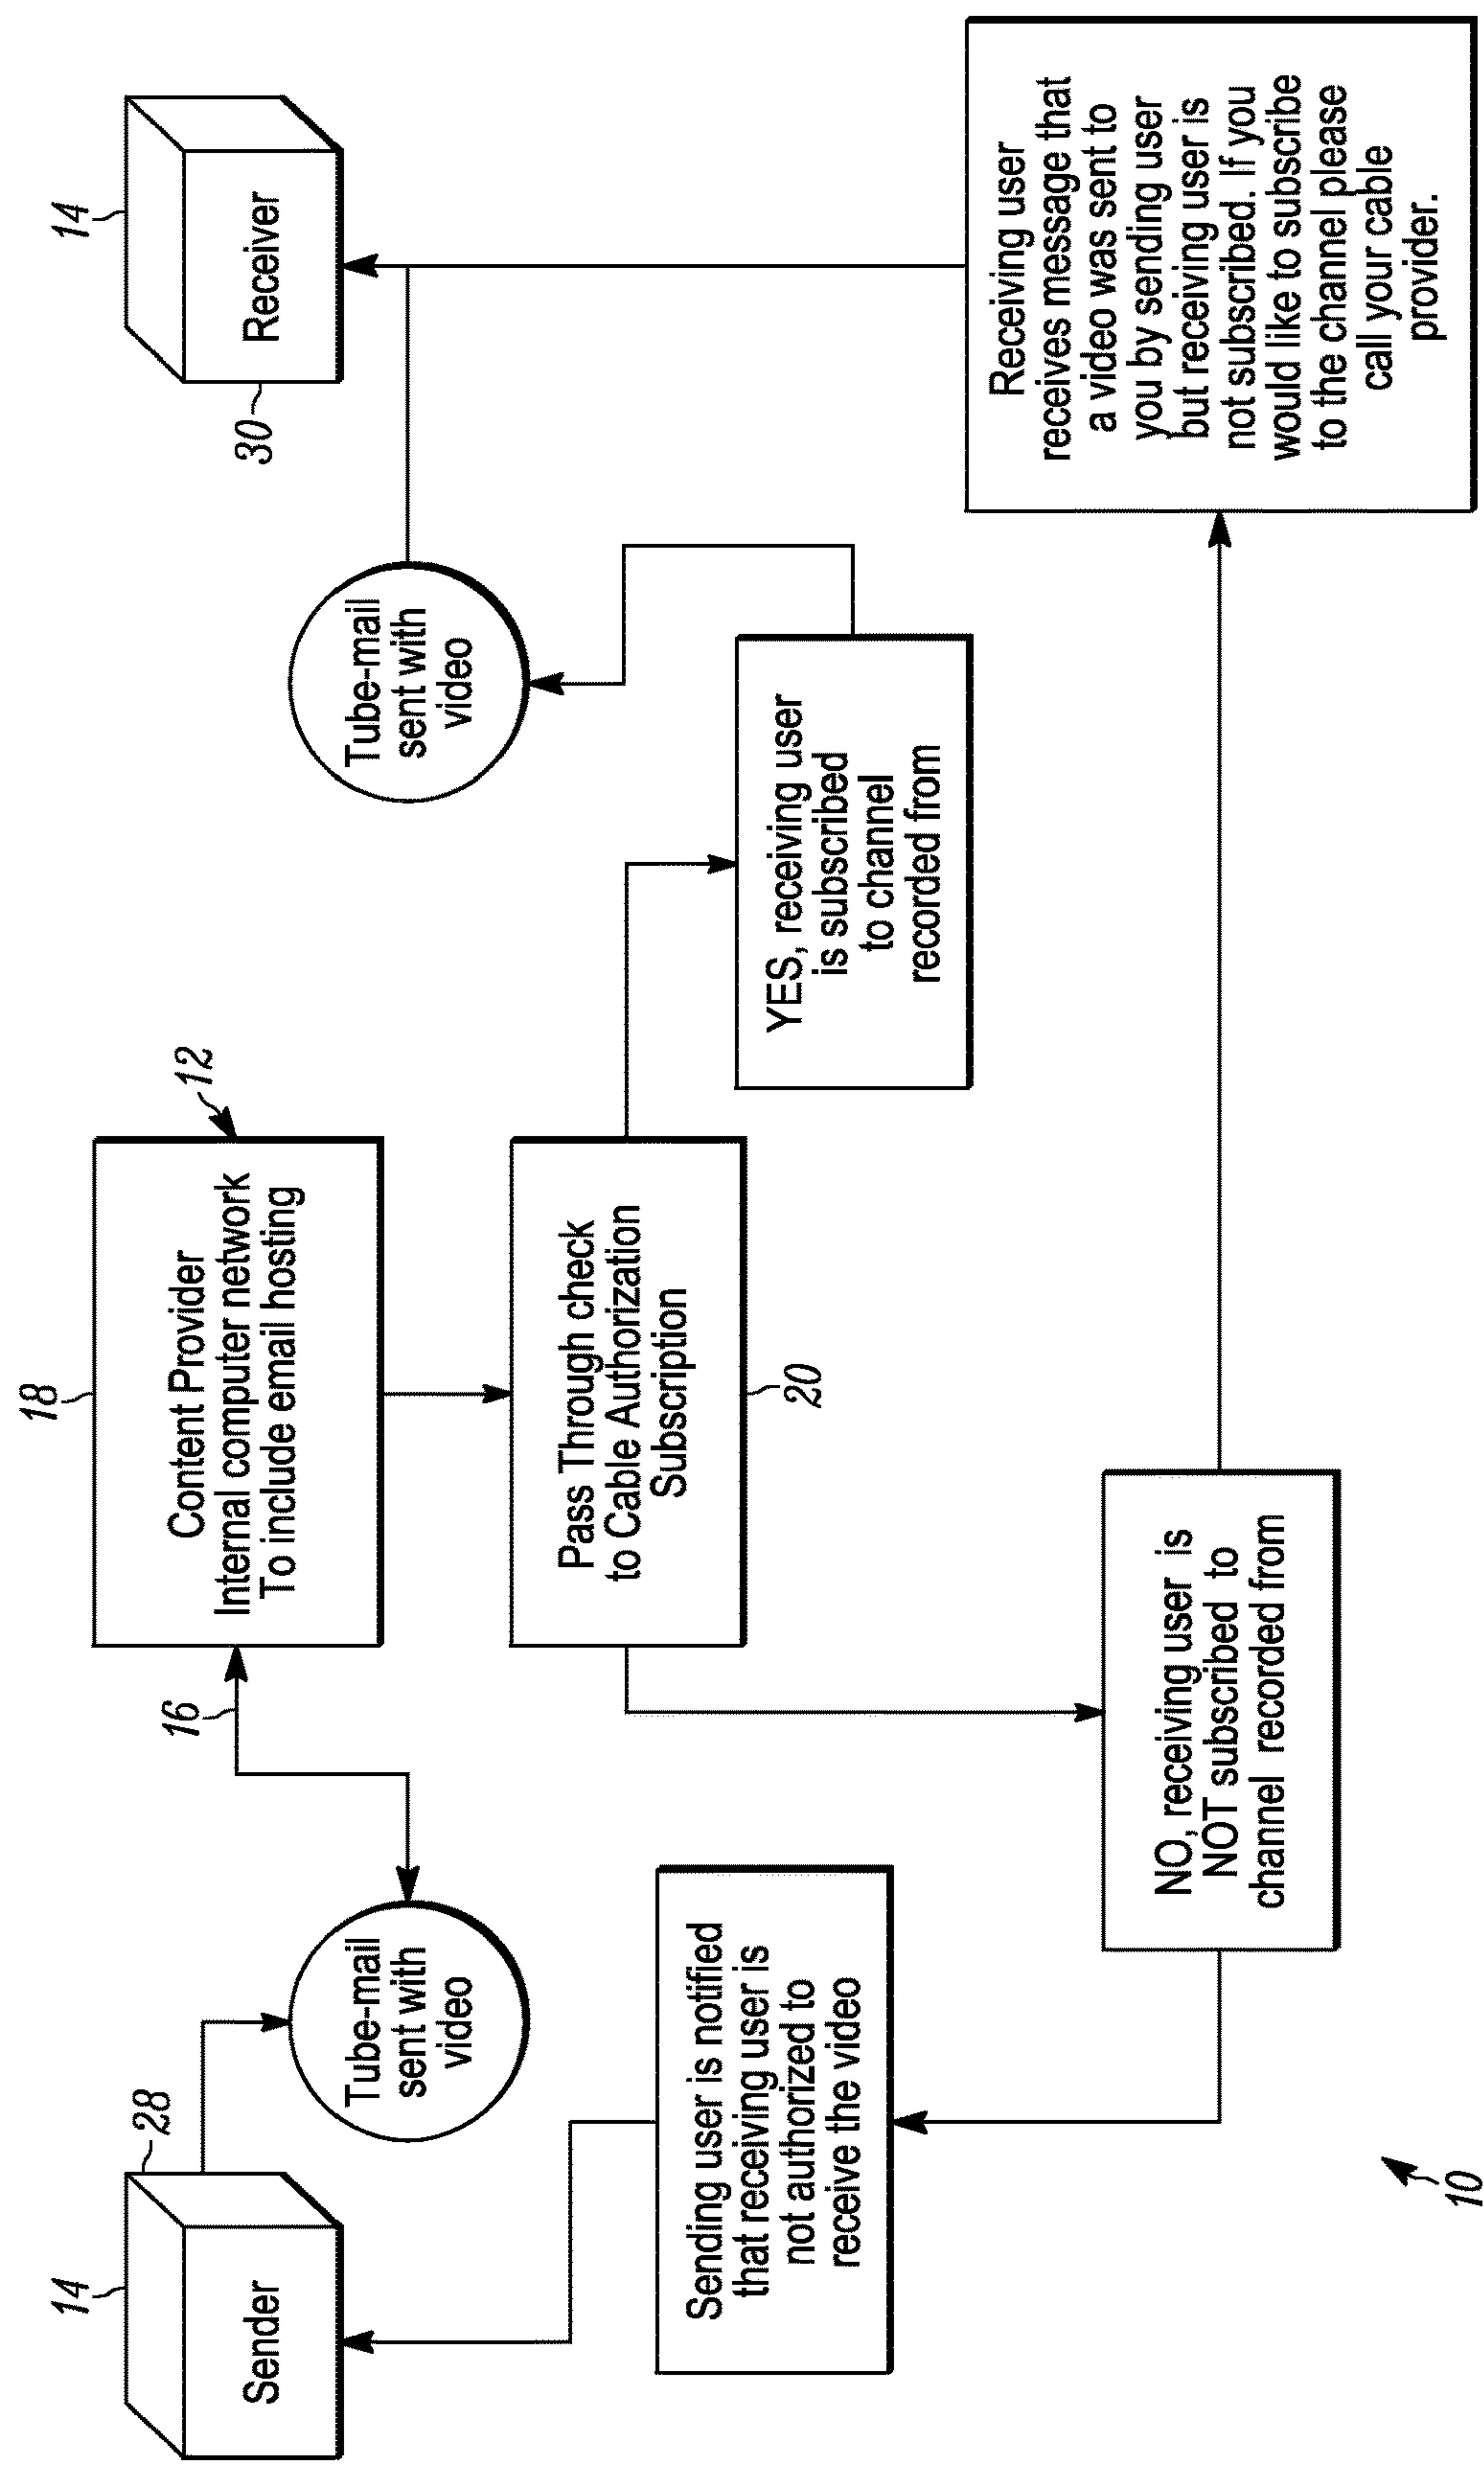 14
28
Sender
Tube-mail
sent with
video
16
18
12
Content Provider
Internal computer network
To include email hosting
Pass Through check
to Cable Authorization
Subscription
20
Tube-mail
sent with
video
14
Receiver
30
Sending user is notified
that receiving user is
not authorized to
receive the video
YES, receiving user
is subscribed
to channel
recorded from
NO, receiving user is
NOT subscribed to
channel recorded from
Receiving user
receives message that
a video was sent to
you by sending user
but receiving user is
not subscribed. If you
would like to subscribe
to the channel please
call your cable
provider.
10